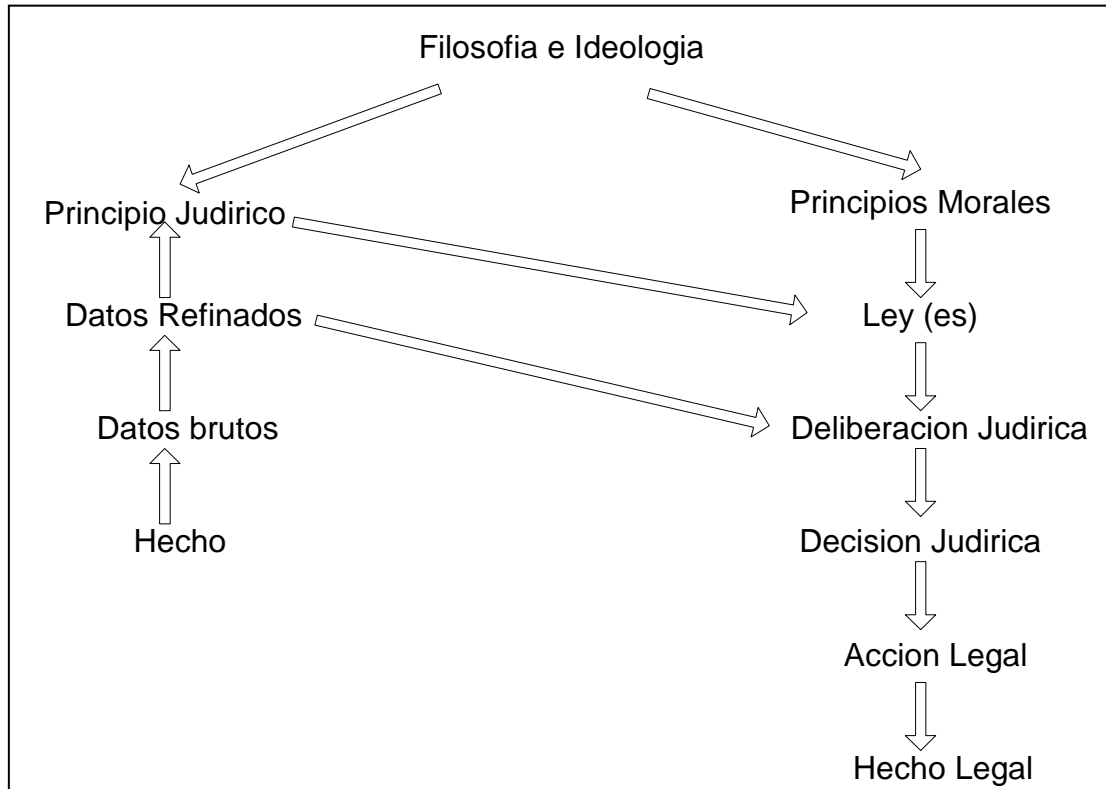 Filosofia e Ideologia
Principio Judirico
Principios Morales
Datos Refinados
Ley (es)
Datos brutos
Deliberacion Judirica
Hecho
Decision Judirica
Accion Legal
Hecho Legal